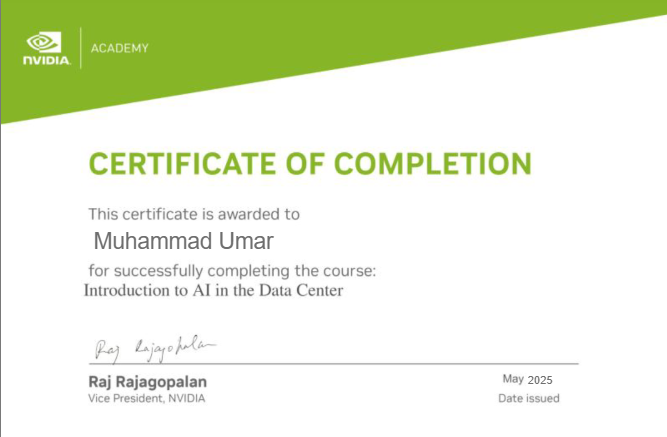 NVIDIA.
ACADEMY
CERTIFICATE OF COMPLETION
This certificate is awarded to
Muhammad Umar
for successfully completing the course:
Introduction to AI in the Data Center
Raj Rajagopalan
Raj Rajagopalan
Vice President, NVIDIA
May 2025
Date issued